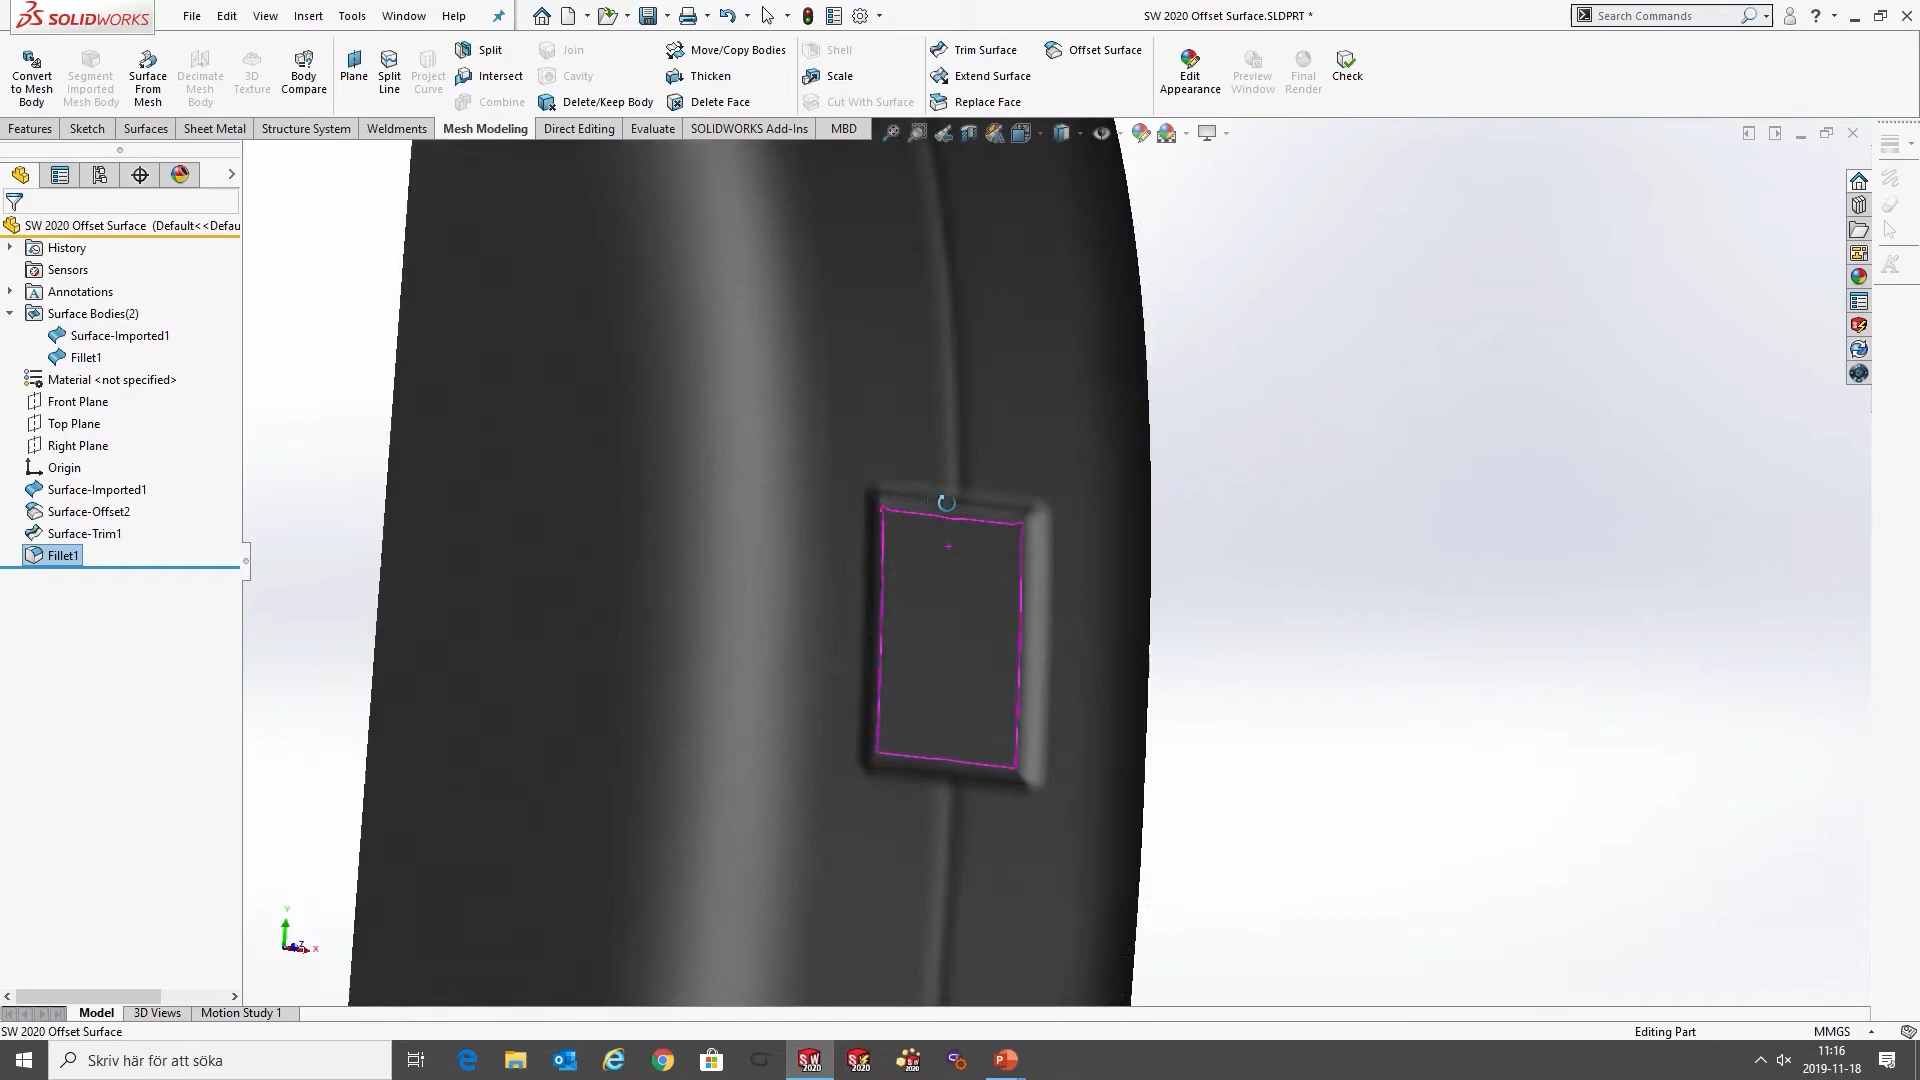 SOLIDWORKS File Edit View Insert Tools Window Help SW 2020 Offset Surface.SLDPRT * Search Commands ?
Convert to Mesh Body
Segment Imported Mesh Body
Surface From Mesh
Decimate Mesh Body
3D Texture
Body Compare
Plane
Split Line
Project Curve
Split
Intersect
Combine
Join
Cavity
Delete/Keep Body
Move/Copy Bodies
Thicken
Delete Face
Shell
Scale
Cut With Surface
Trim Surface
Extend Surface
Replace Face
Offset Surface
Edit Appearance
Preview Window
Final Render
Check
Features Sketch Surfaces Sheet Metal Structure System Weldments Mesh Modeling Direct Editing Evaluate SOLIDWORKS Add-Ins MBD
SW 2020 Offset Surface (Default<<Defau
History
Sensors
Annotations
Surface Bodies(2)
Surface-Imported1
Fillet1
Material <not specified>
Front Plane
Top Plane
Right Plane
Origin
Surface-Imported1
Surface-Offset2
Surface-Trim1
Fillet1
Y
Z
X
Model 3D Views Motion Study 1
SW 2020 Offset Surface Editing Part MMGS
Skriv här för att söka
11:16
2019-11-18